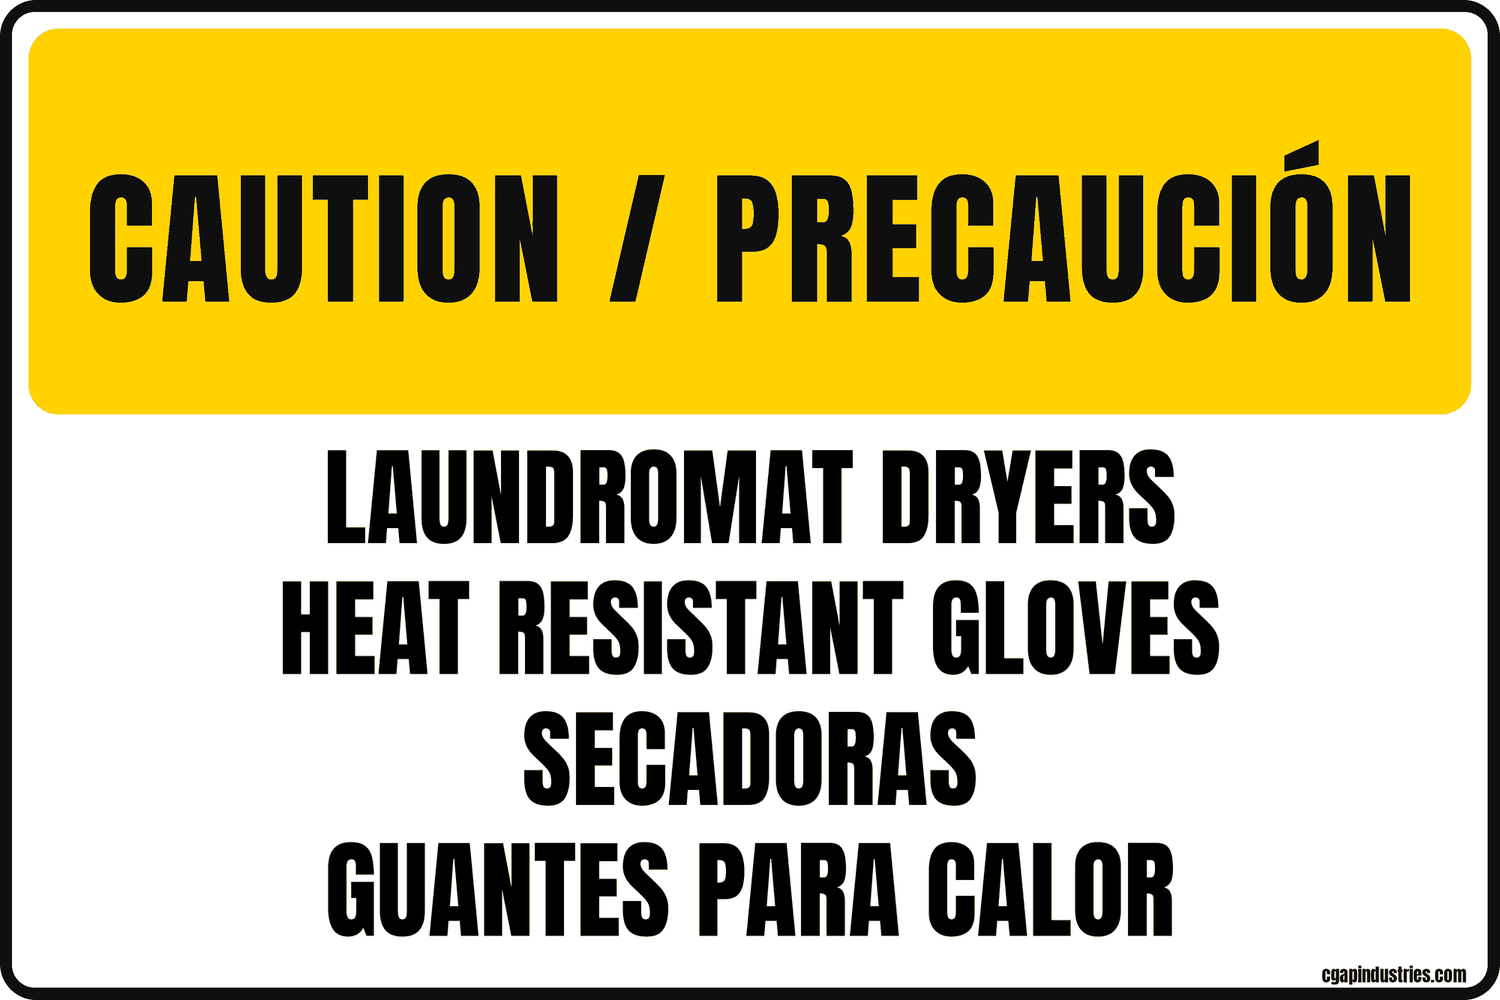 CAUTION / PRECAUCIÓN
LAUNDROMAT DRYERS
HEAT RESISTANT GLOVES
SECADORAS
GUANTES PARA CALOR
cgapindustries.com